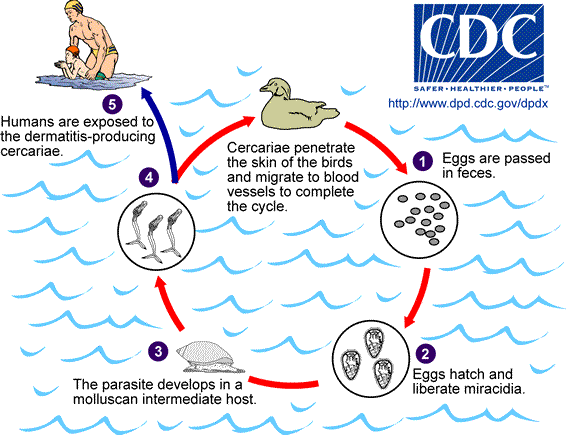 CDC
SAFER • HEALTHIER • PEOPLE™
http://www.dpd.cdc.gov/dpdx
5
Humans are exposed to
the dermatitis-producing
cercariae.
4
Cercariae penetrate
the skin of the birds
and migrate to blood
vessels to complete
the cycle.
1
Eggs are passed
in feces.
2
Eggs hatch and
liberate miracidia.
3
The parasite develops in a
molluscan intermediate host.